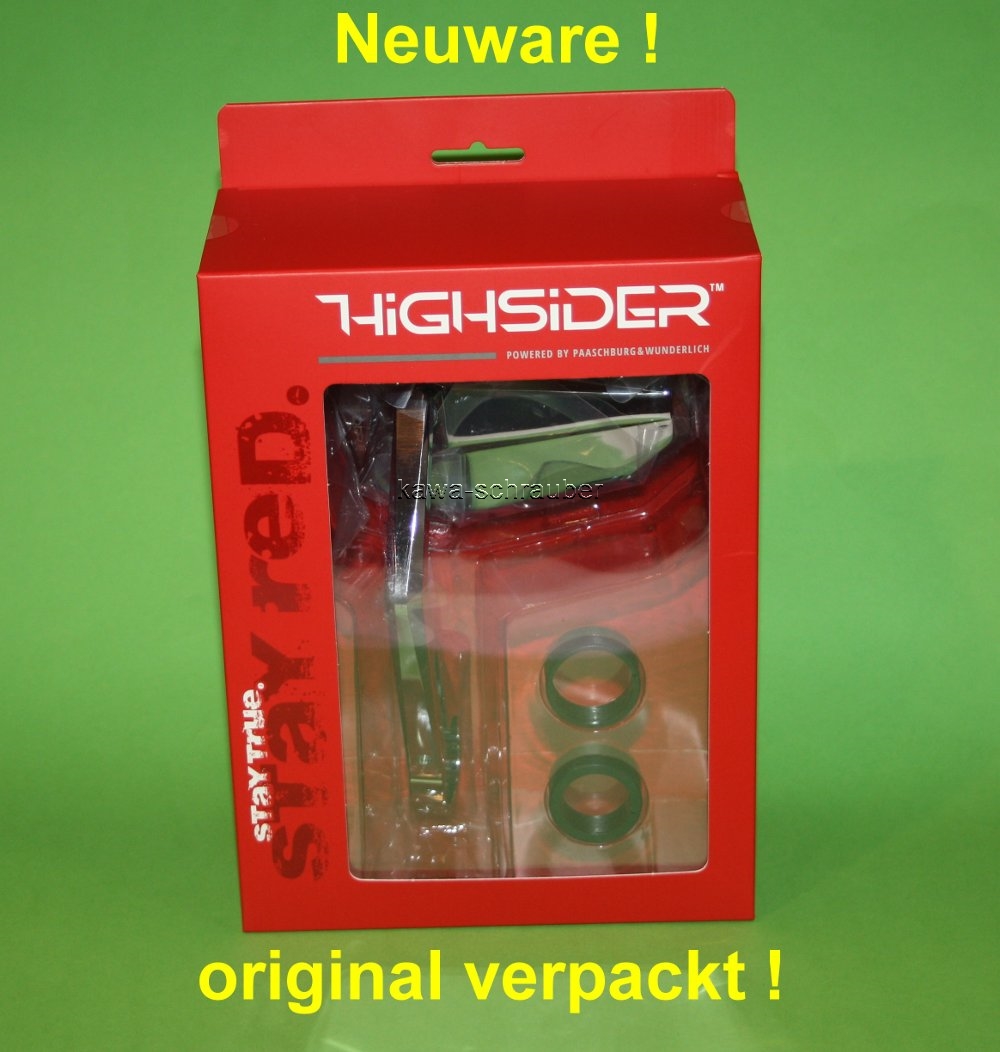 Neuware !
HiGHSiDER™
POWERED BY PAASCHBURG&WUNDERLICH
kawa-schrauber
STaY reD.
STaY TrUe.
original verpackt !